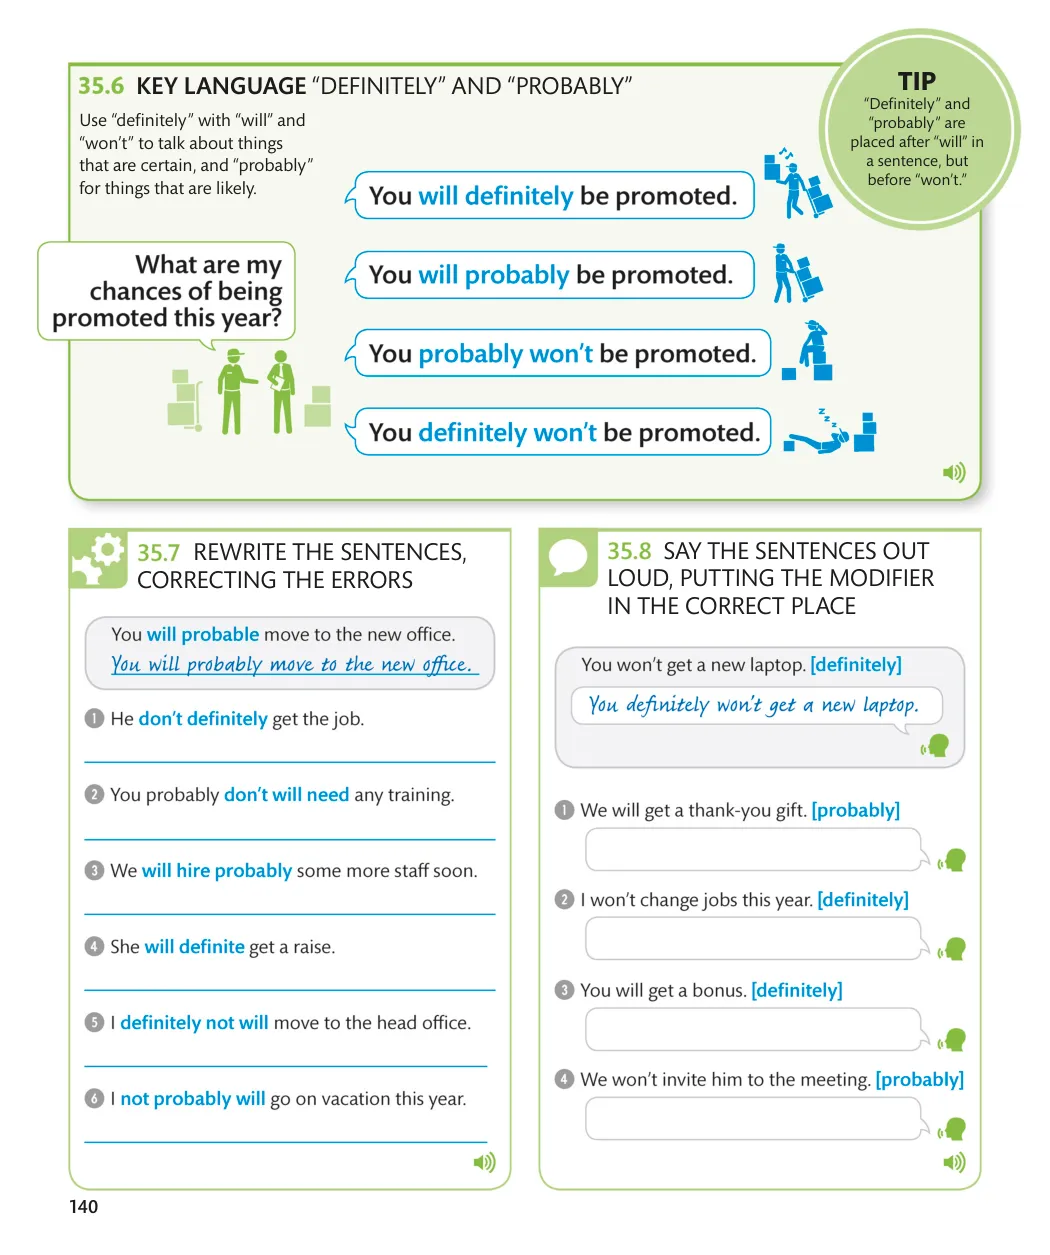 35.6 KEY LANGUAGE “DEFINITELY” AND “PROBABLY”
Use “definitely” with “will” and
“won’t” to talk about things
that are certain, and “probably”
for things that are likely.
TIP
“Definitely” and
“probably” are
placed after “will” in
a sentence, but
before “won’t.”
What are my
chances of being
promoted this year?
You will definitely be promoted.
You will probably be promoted.
You probably won’t be promoted.
You definitely won’t be promoted.
z
z
z
35.7 REWRITE THE SENTENCES,
CORRECTING THE ERRORS
You will probable move to the new office.
You will probably move to the new office.
1 He don’t definitely get the job.
2 You probably don’t will need any training.
3 We will hire probably some more staff soon.
4 She will definite get a raise.
5 I definitely not will move to the head office.
6 I not probably will go on vacation this year.
35.8 SAY THE SENTENCES OUT
LOUD, PUTTING THE MODIFIER
IN THE CORRECT PLACE
You won’t get a new laptop. [definitely]
You definitely won’t get a new laptop.
1 We will get a thank-you gift. [probably]
2 I won’t change jobs this year. [definitely]
3 You will get a bonus. [definitely]
4 We won’t invite him to the meeting. [probably]
140